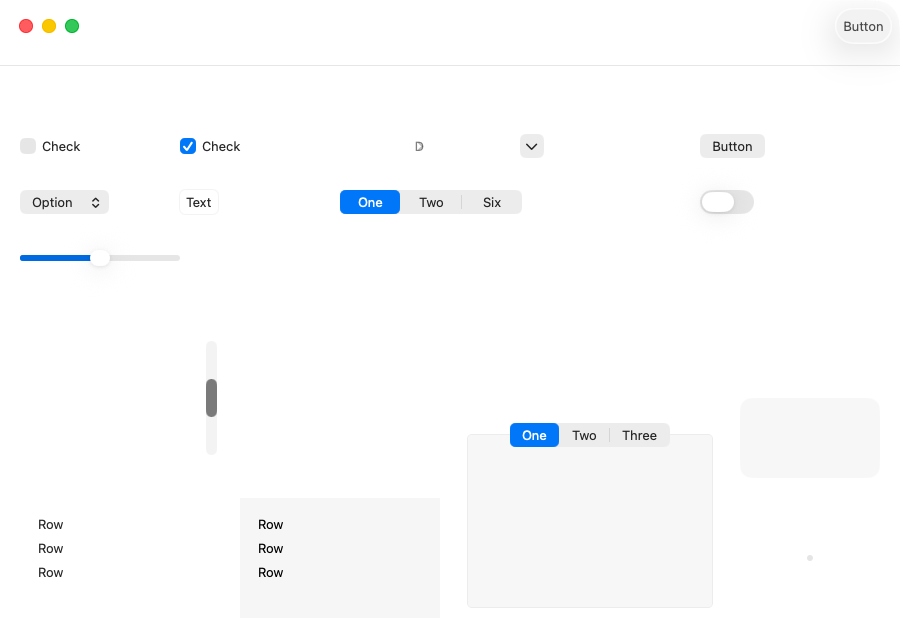 Button
Check
Check
D
Button
Option
Text
One Two Six
One Two Three
Row
Row
Row
Row
Row
Row